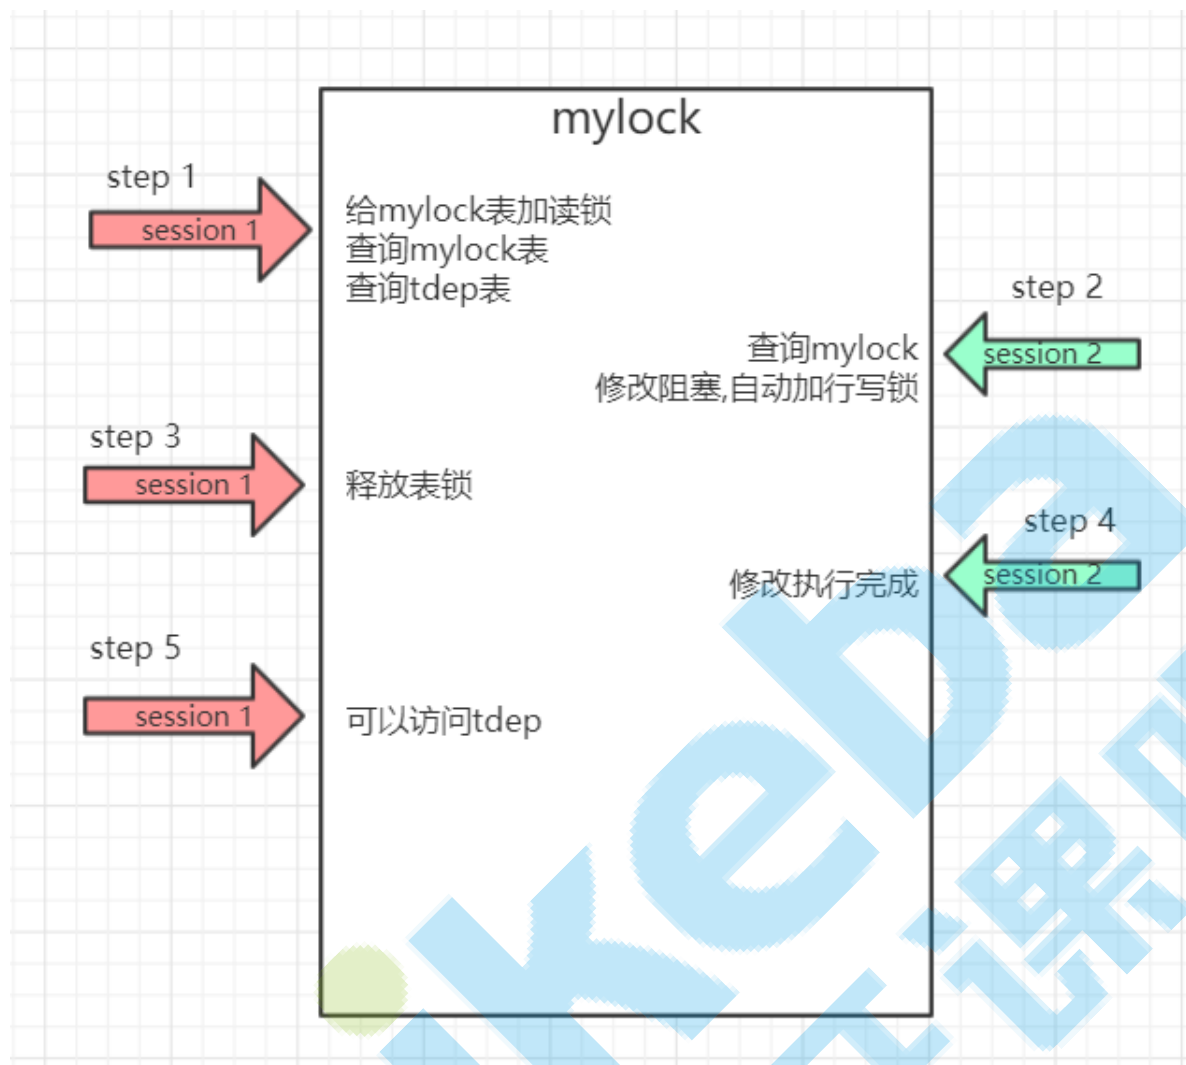 mylock
step 1
session 1
给mylock表加读锁
查询mylock表
查询tdep表
step 2
session 2
查询mylock
修改阻塞,自动加行写锁
step 3
session 1
释放表锁
step 4
session 2
修改执行完成
step 5
session 1
可以访问tdep
ikeba